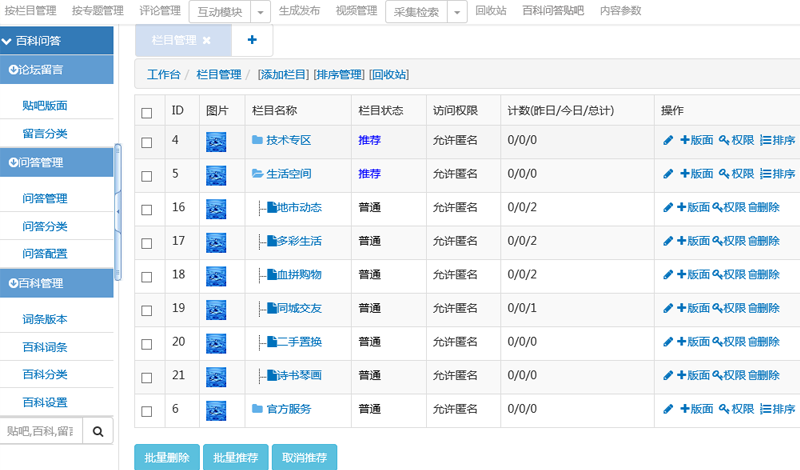 按栏目管理 按专题管理 评论管理 互动模块 生成发布 视频管理 采集检索 回收站 百科问答贴吧 内容参数
百科问答
论坛留言
贴吧版面
留言分类
问答管理
问答管理
问答分类
问答配置
百科管理
词条版本
百科词条
百科分类
百科设置
贴吧,百科,留言
栏目管理
工作台 / 栏目管理 / [添加栏目] [排序管理] [回收站]
ID 图片 栏目名称 栏目状态 访问权限 计数(昨日/今日/总计) 操作
4 技术专区 推荐 允许匿名 0/0/0 版面 权限 排序
5 生活空间 推荐 允许匿名 0/0/0 版面 权限 排序
16 地市动态 普通 允许匿名 0/0/2 版面 权限 删除
17 多彩生活 普通 允许匿名 0/0/2 版面 权限 删除
18 血拼购物 普通 允许匿名 0/0/2 版面 权限 删除
19 同城交友 普通 允许匿名 0/0/1 版面 权限 删除
20 二手置换 普通 允许匿名 0/0/0 版面 权限 删除
21 诗书琴画 普通 允许匿名 0/0/0 版面 权限 删除
6 官方服务 普通 允许匿名 0/0/0 版面 权限 排序
批量删除 批量推荐 取消推荐